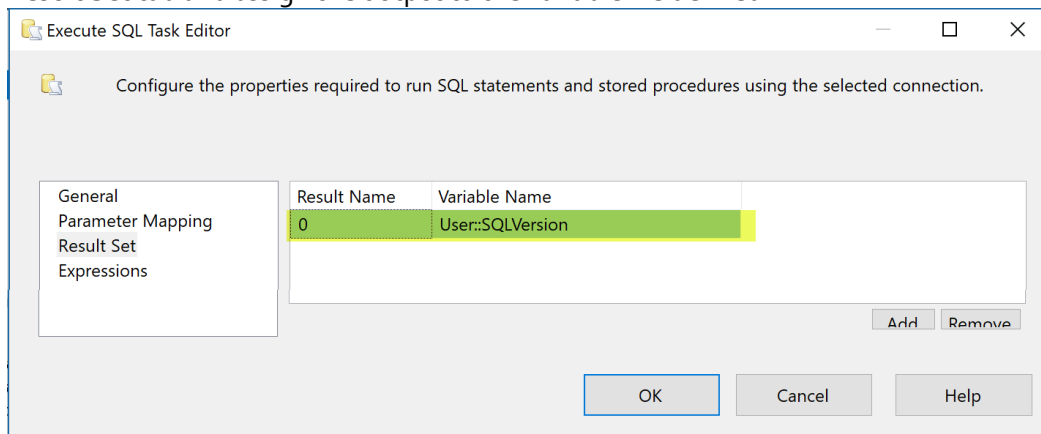 Execute SQL Task Editor
Configure the properties required to run SQL statements and stored procedures using the selected connection.
General
Parameter Mapping
Result Set
Expressions
Result Name Variable Name
0 User::SQLVersion
Add Remove
OK Cancel Help